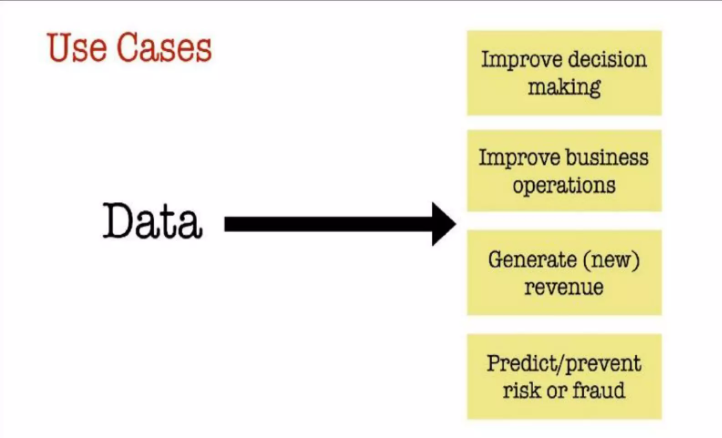 Use Cases
Data
Improve decision
making
Improve business
operations
Generate (new)
revenue
Predict/prevent
risk or fraud